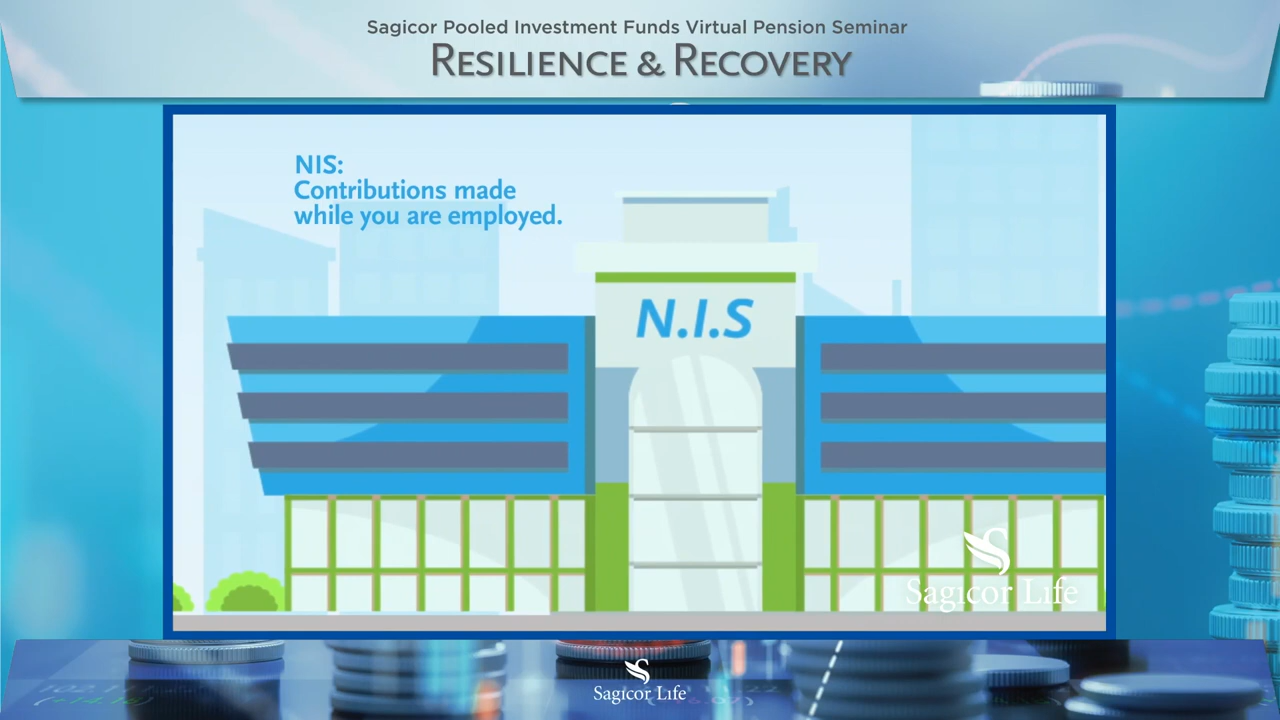 Sagicor Pooled Investment Funds Virtual Pension Seminar
RESILIENCE & RECOVERY
NIS:
Contributions made
while you are employed.
N.I.S
Sagicor Life
Sagicor Life